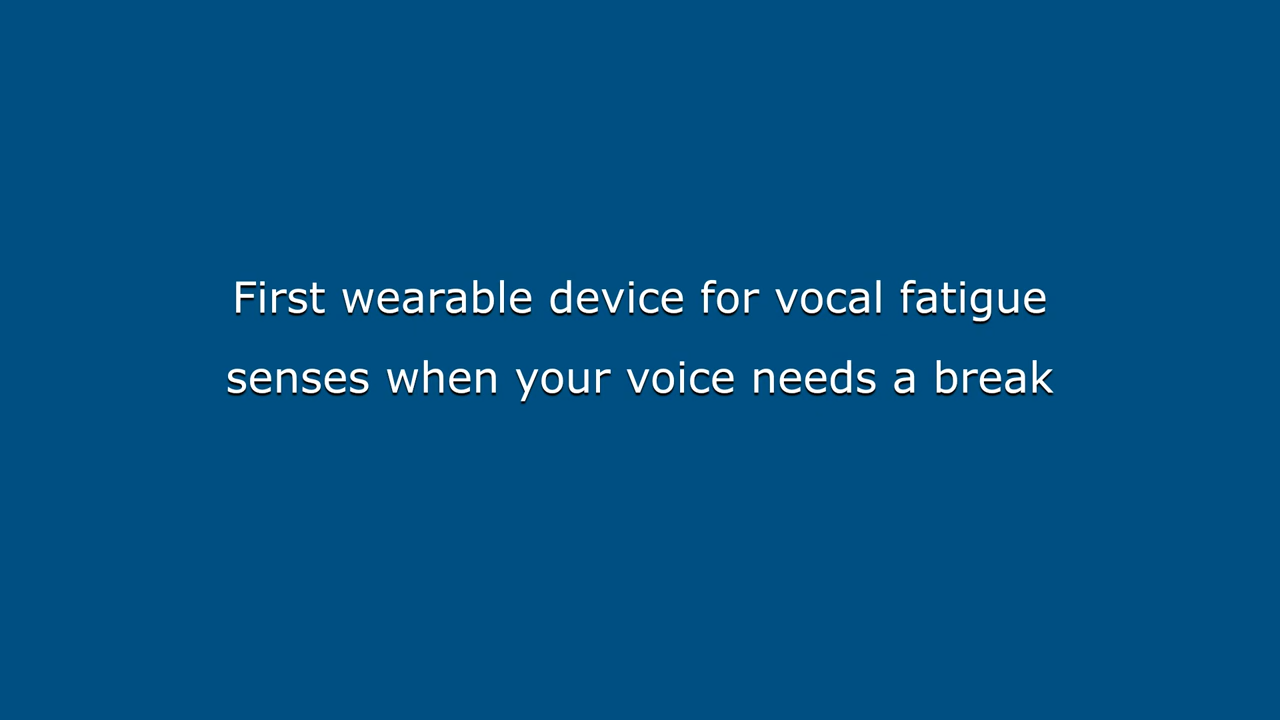 First wearable device for vocal fatigue
senses when your voice needs a break